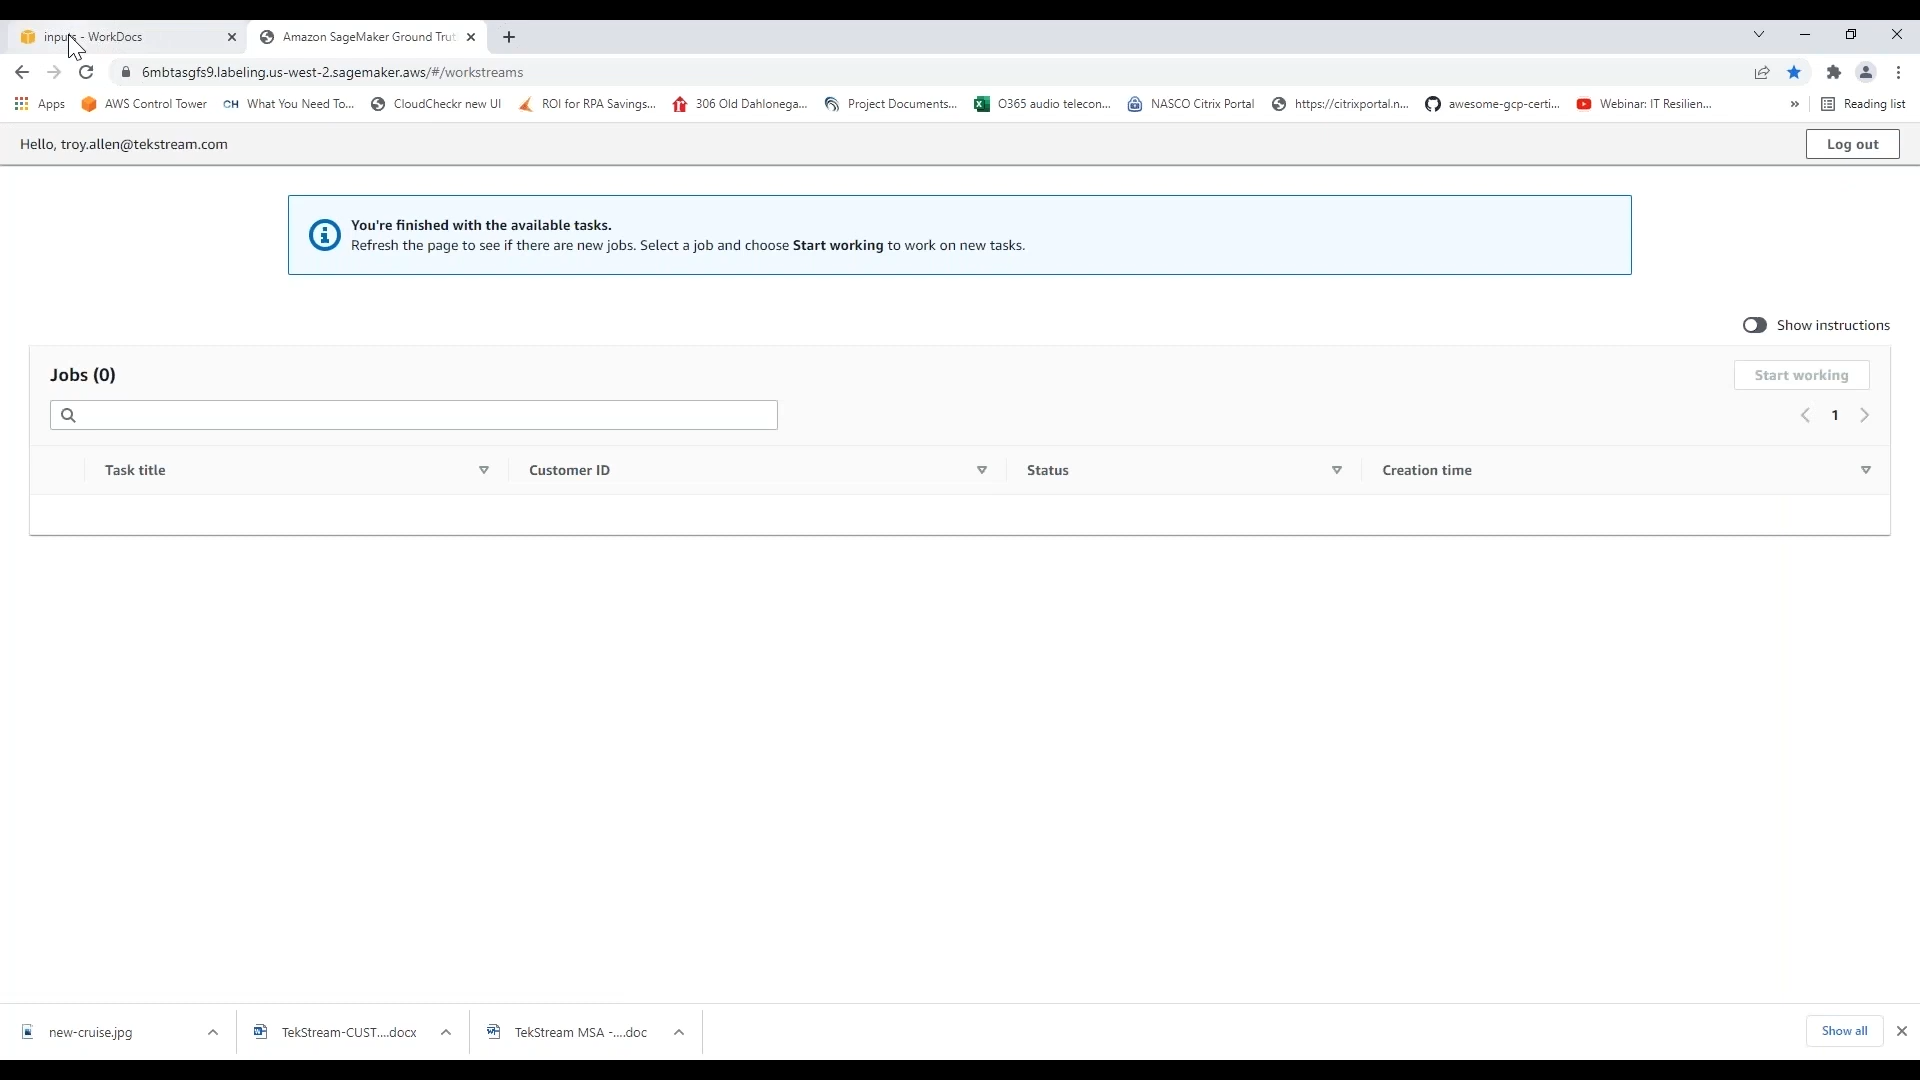 inputs - WorkDocs
Amazon SageMaker Ground Trut
6mbtasgfs9.labeling.us-west-2.sagemaker.aws/#/workstreams
Apps
AWS Control Tower
CH What You Need To...
CloudCheckr new UI
ROI for RPA Savings...
306 Old Dahlonega...
Project Documents...
O365 audio telecon...
NASCO Citrix Portal
https://citrixportal.n...
awesome-gcp-certi...
Webinar: IT Resilien...
»
Reading list
Hello, troy.allen@tekstream.com
Log out
You're finished with the available tasks.
Refresh the page to see if there are new jobs. Select a job and choose Start working to work on new tasks.
Show instructions
Jobs (0)
Start working
1
Task title
Customer ID
Status
Creation time
new-cruise.jpg
TekStream-CUST....docx
TekStream MSA -....doc
Show all